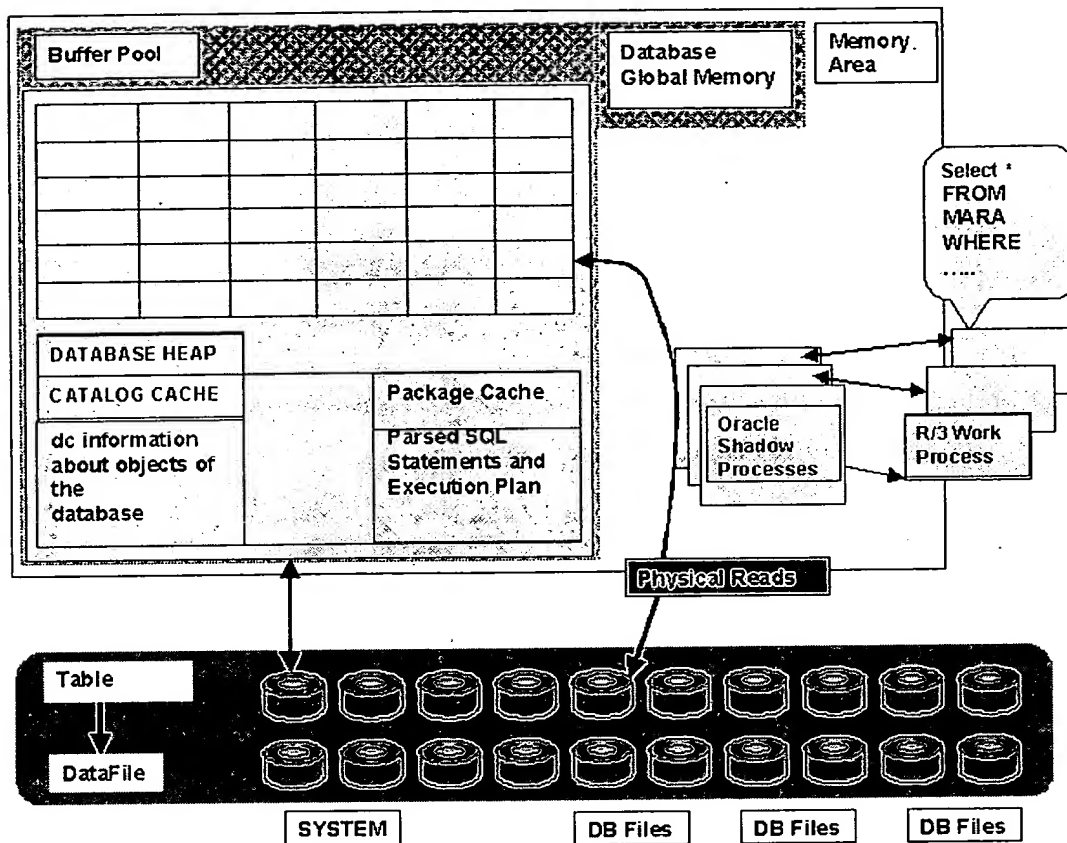 Buffer Pool
Database
Global Memory
Memory.
Area
Select *
FROM
MARA
WHERE
.....
DATABASE HEAP
CATALOG CACHE
dc information
about objects of
the
database
Package Cache
Parsed SQL
Statements and
Execution Plan
Oracle
Shadow
Processes
R/3 Work
Process
Physical Reads
Table
DataFile
SYSTEM
DB Files
DB Files
DB Files